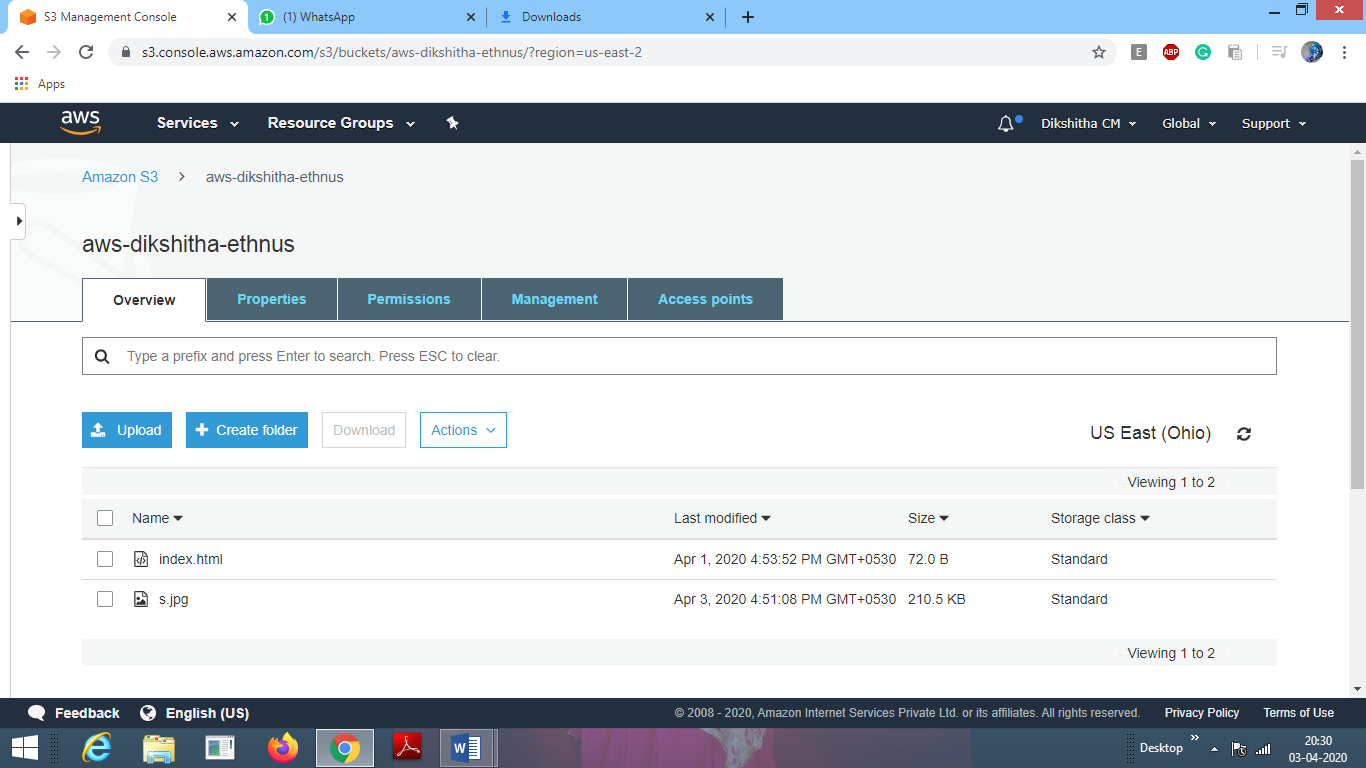 S3 Management Console
(1) WhatsApp
Downloads
s3.console.aws.amazon.com/s3/buckets/aws-dikshitha-ethnus/?region=us-east-2
E
ABP
Apps
aws
Services
Resource Groups
Dikshitha CM
Global
Support
Amazon S3 > aws-dikshitha-ethnus
aws-dikshitha-ethnus
Overview
Properties
Permissions
Management
Access points
Type a prefix and press Enter to search. Press ESC to clear.
Upload
Create folder
Download
Actions
US East (Ohio)
Viewing 1 to 2
Name
Last modified
Size
Storage class
index.html
Apr 1, 2020 4:53:52 PM GMT+0530
72.0 B
Standard
s.jpg
Apr 3, 2020 4:51:08 PM GMT+0530
210.5 KB
Standard
Viewing 1 to 2
Feedback
English (US)
© 2008 - 2020, Amazon Internet Services Private Ltd. or its affiliates. All rights reserved.
Privacy Policy
Terms of Use
Desktop
20:30
03-04-2020